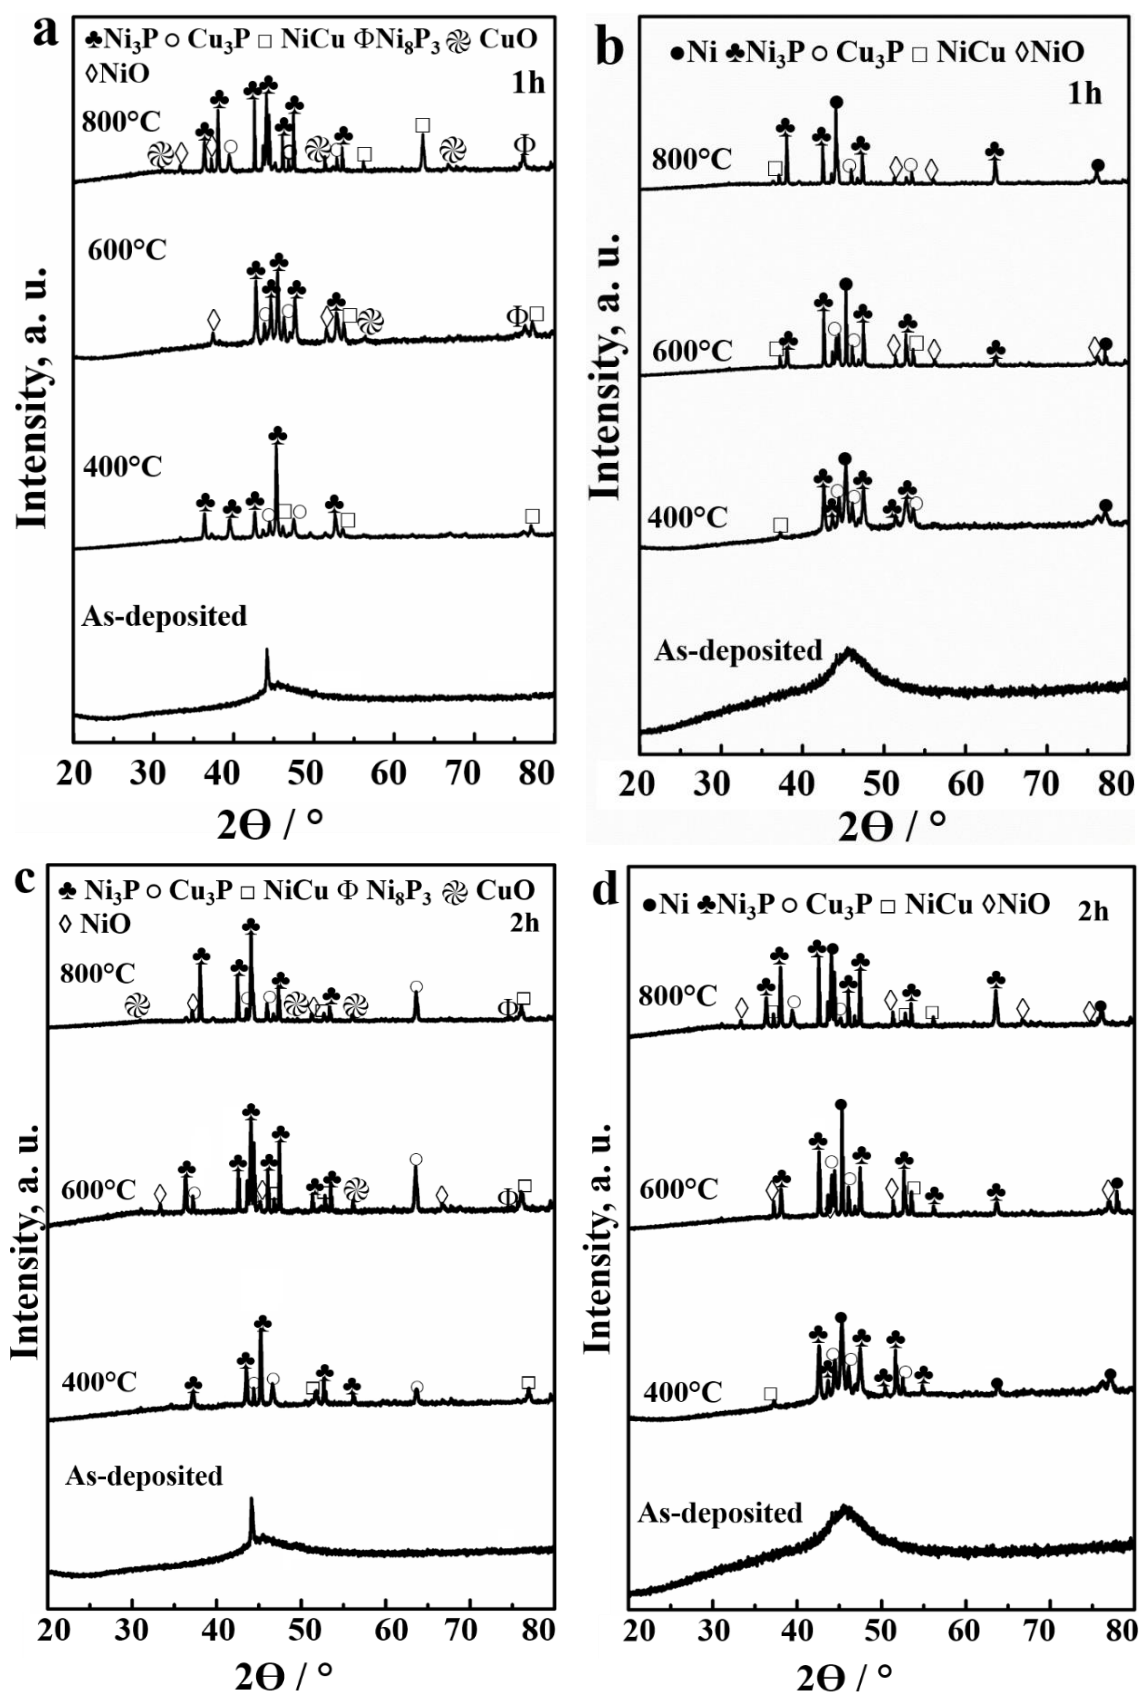 a
♣Ni₃P ○ Cu₃P □ NiCu ΦNi₈P₃ CuO
◊NiO
1h
800°C
Φ
600°C
Φ
400°C
As-deposited
Intensity, a. u.
20 30 40 50 60 70 80
2Θ / °
b
●Ni ♣Ni₃P ○ Cu₃P □ NiCu ◊NiO
1h
800°C
600°C
400°C
As-deposited
Intensity, a. u.
20 30 40 50 60 70 80
2Θ / °
c
♣ Ni₃P ○ Cu₃P □ NiCu Φ Ni₈P₃ CuO
◊ NiO
2h
800°C
Φ
600°C
Φ
400°C
As-deposited
Intensity, a. u.
20 30 40 50 60 70 80
2Θ / °
d
●Ni ♣Ni₃P ○ Cu₃P □ NiCu ◊NiO
2h
800°C
600°C
400°C
As-deposited
Intensity, a. u.
20 30 40 50 60 70 80
2Θ / °